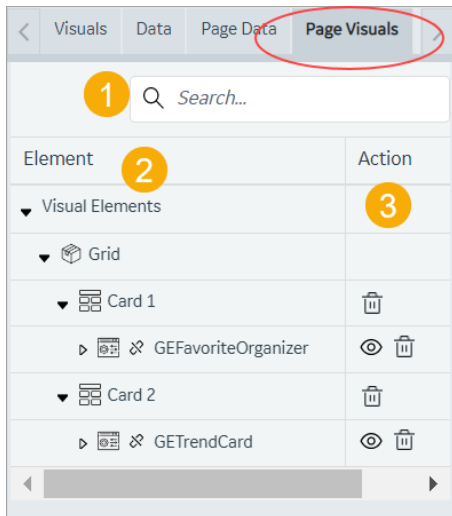 Visuals Data Page Data Page Visuals
1 Search...
Element 2 Action
Visual Elements 3
Grid
Card 1
GEFavoriteOrganizer
Card 2
GETrendCard